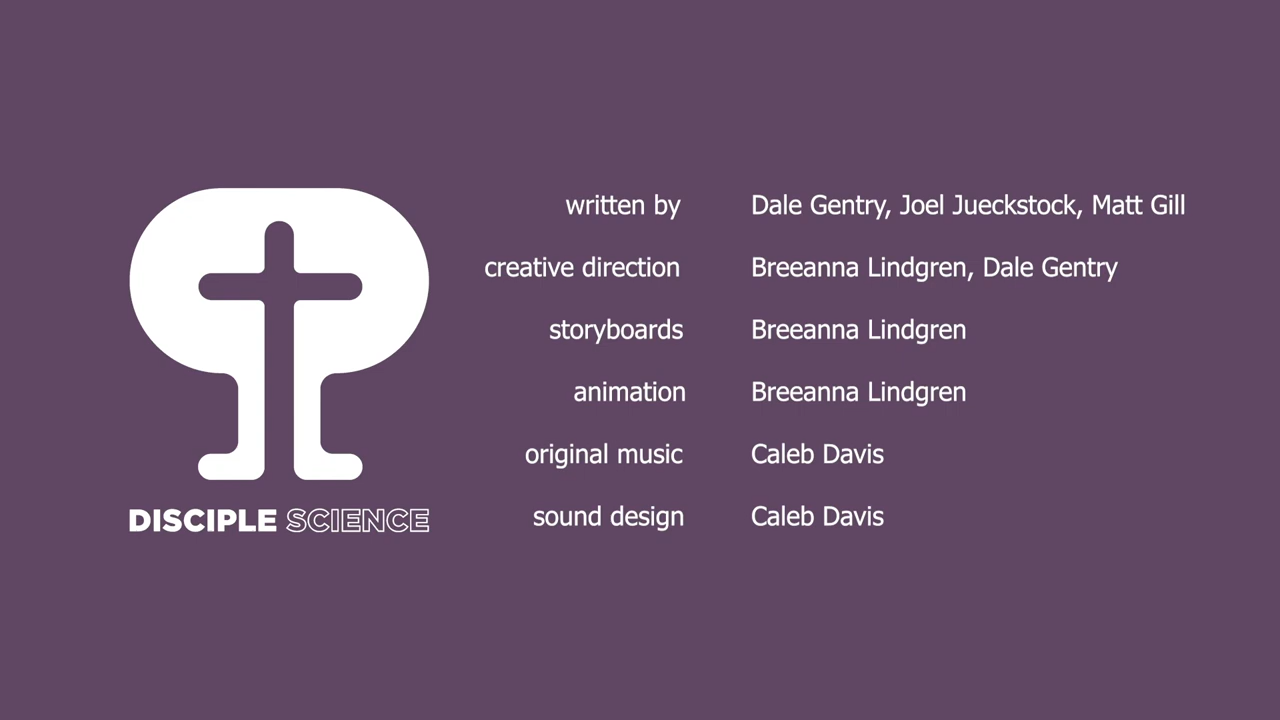 written by Dale Gentry, Joel Jueckstock, Matt Gill
creative direction Breeanna Lindgren, Dale Gentry
storyboards Breeanna Lindgren
animation Breeanna Lindgren
original music Caleb Davis
sound design Caleb Davis
DISCIPLE SCIENCE